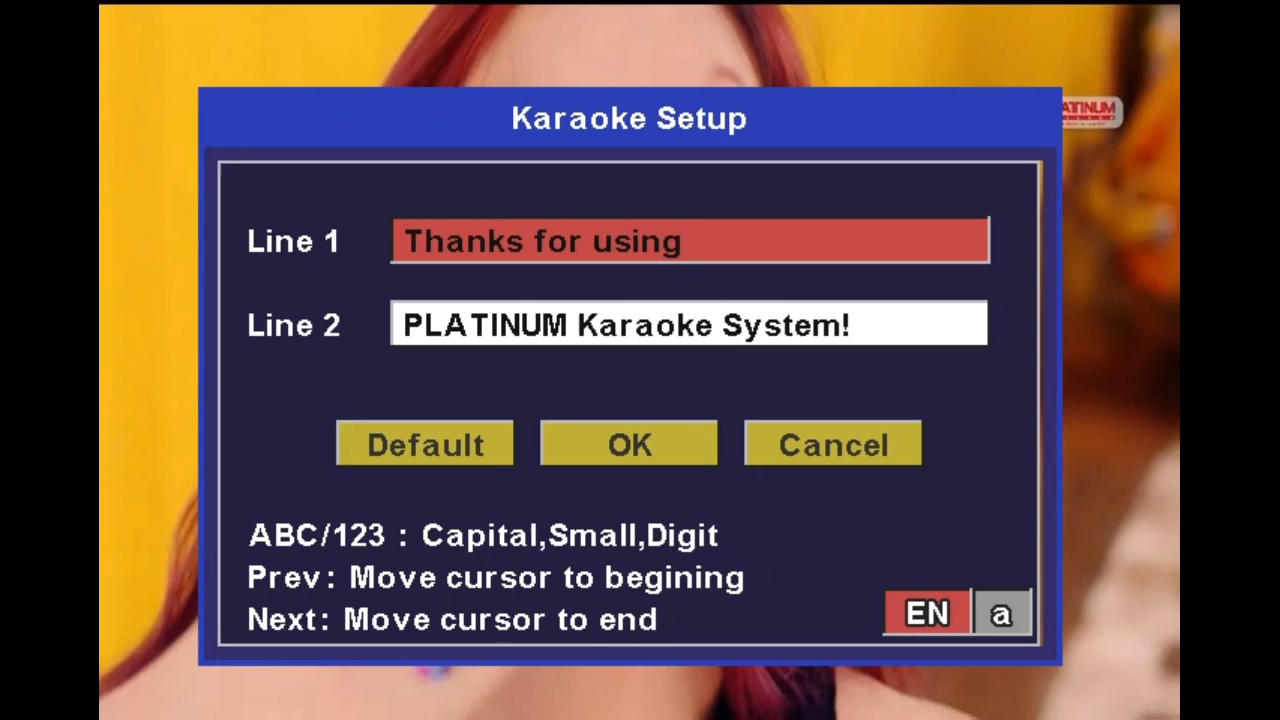 Karaoke Setup
ATINUM
Line 1 Thanks for using
Line 2 PLATINUM Karaoke System!
Default OK Cancel
ABC/123 : Capital,Small,Digit
Prev: Move cursor to begining
Next: Move cursor to end
EN a